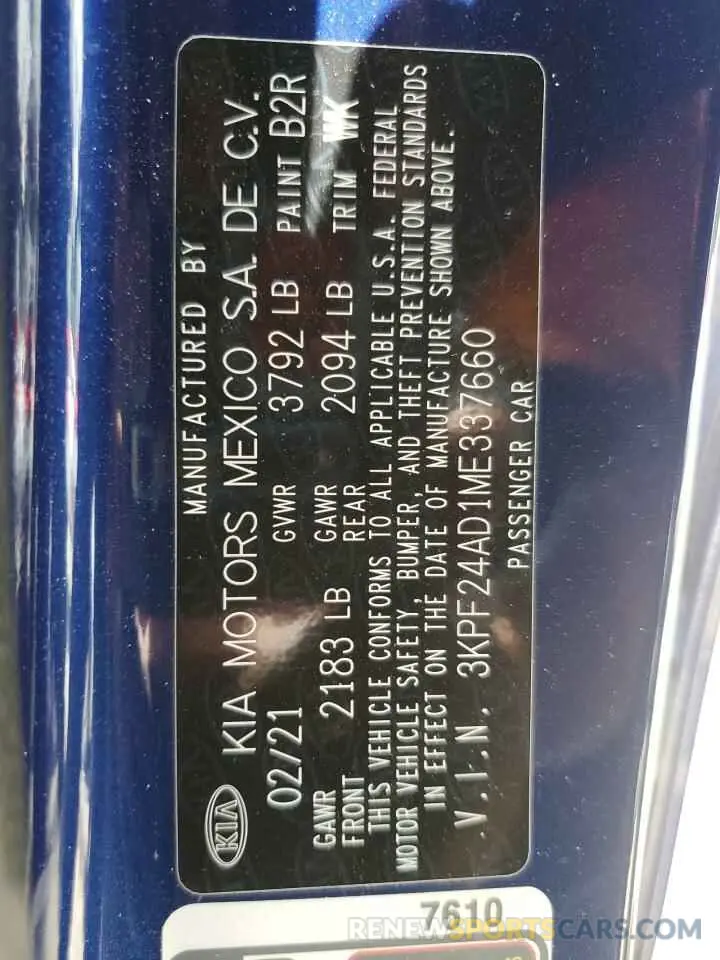 MANUFACTURED BY
KIA KIA MOTORS MEXICO S.A. DE C.V.
02/21 GVWR 3792 LB PAINT B2R
GAWR FRONT 2183 LB GAWR REAR 2094 LB TRIM WK
THIS VEHICLE CONFORMS TO ALL APPLICABLE U.S.A. FEDERAL
MOTOR VEHICLE SAFETY, BUMPER, AND THEFT PREVENTION STANDARDS
IN EFFECT ON THE DATE OF MANUFACTURE SHOWN ABOVE.
V.I.N. 3KPF24AD1ME337660
PASSENGER CAR
7610
RENEWSPORTSCARS.COM